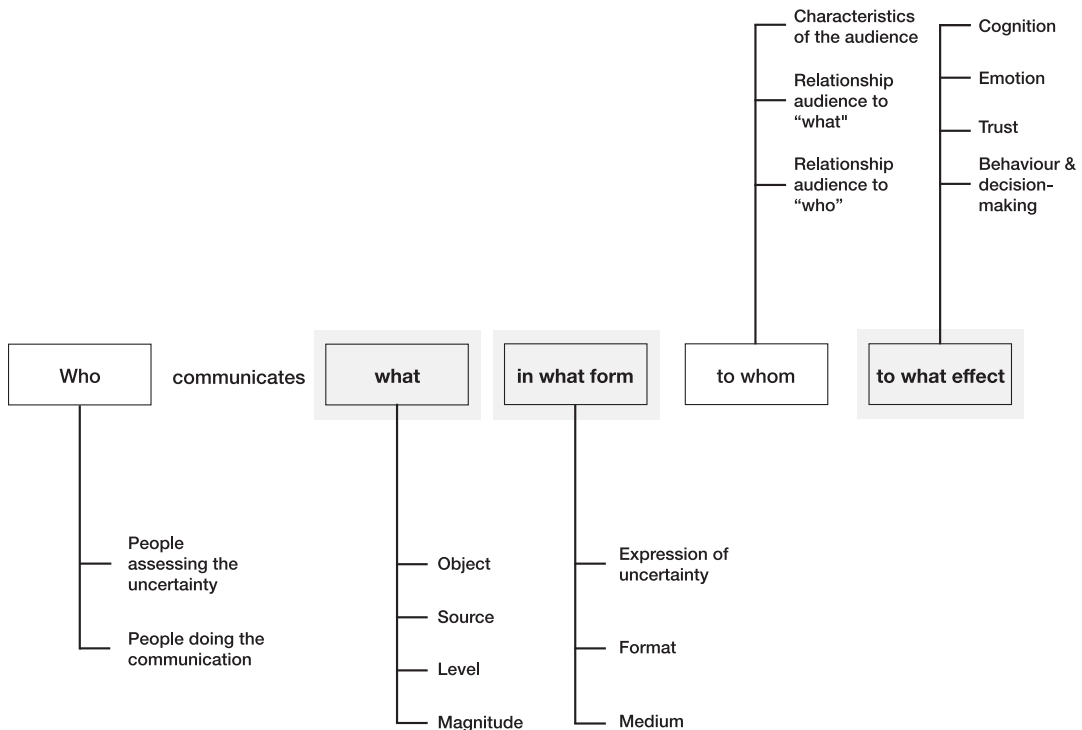 Characteristics
of the audience
Relationship
audience to
“what"
Relationship
audience to
“who”
Cognition
Emotion
Trust
Behaviour &
decision-
making
Who
communicates
what
in what form
to whom
to what effect
People
assessing the
uncertainty
People doing the
communication
Object
Source
Level
Magnitude
Expression of
uncertainty
Format
Medium